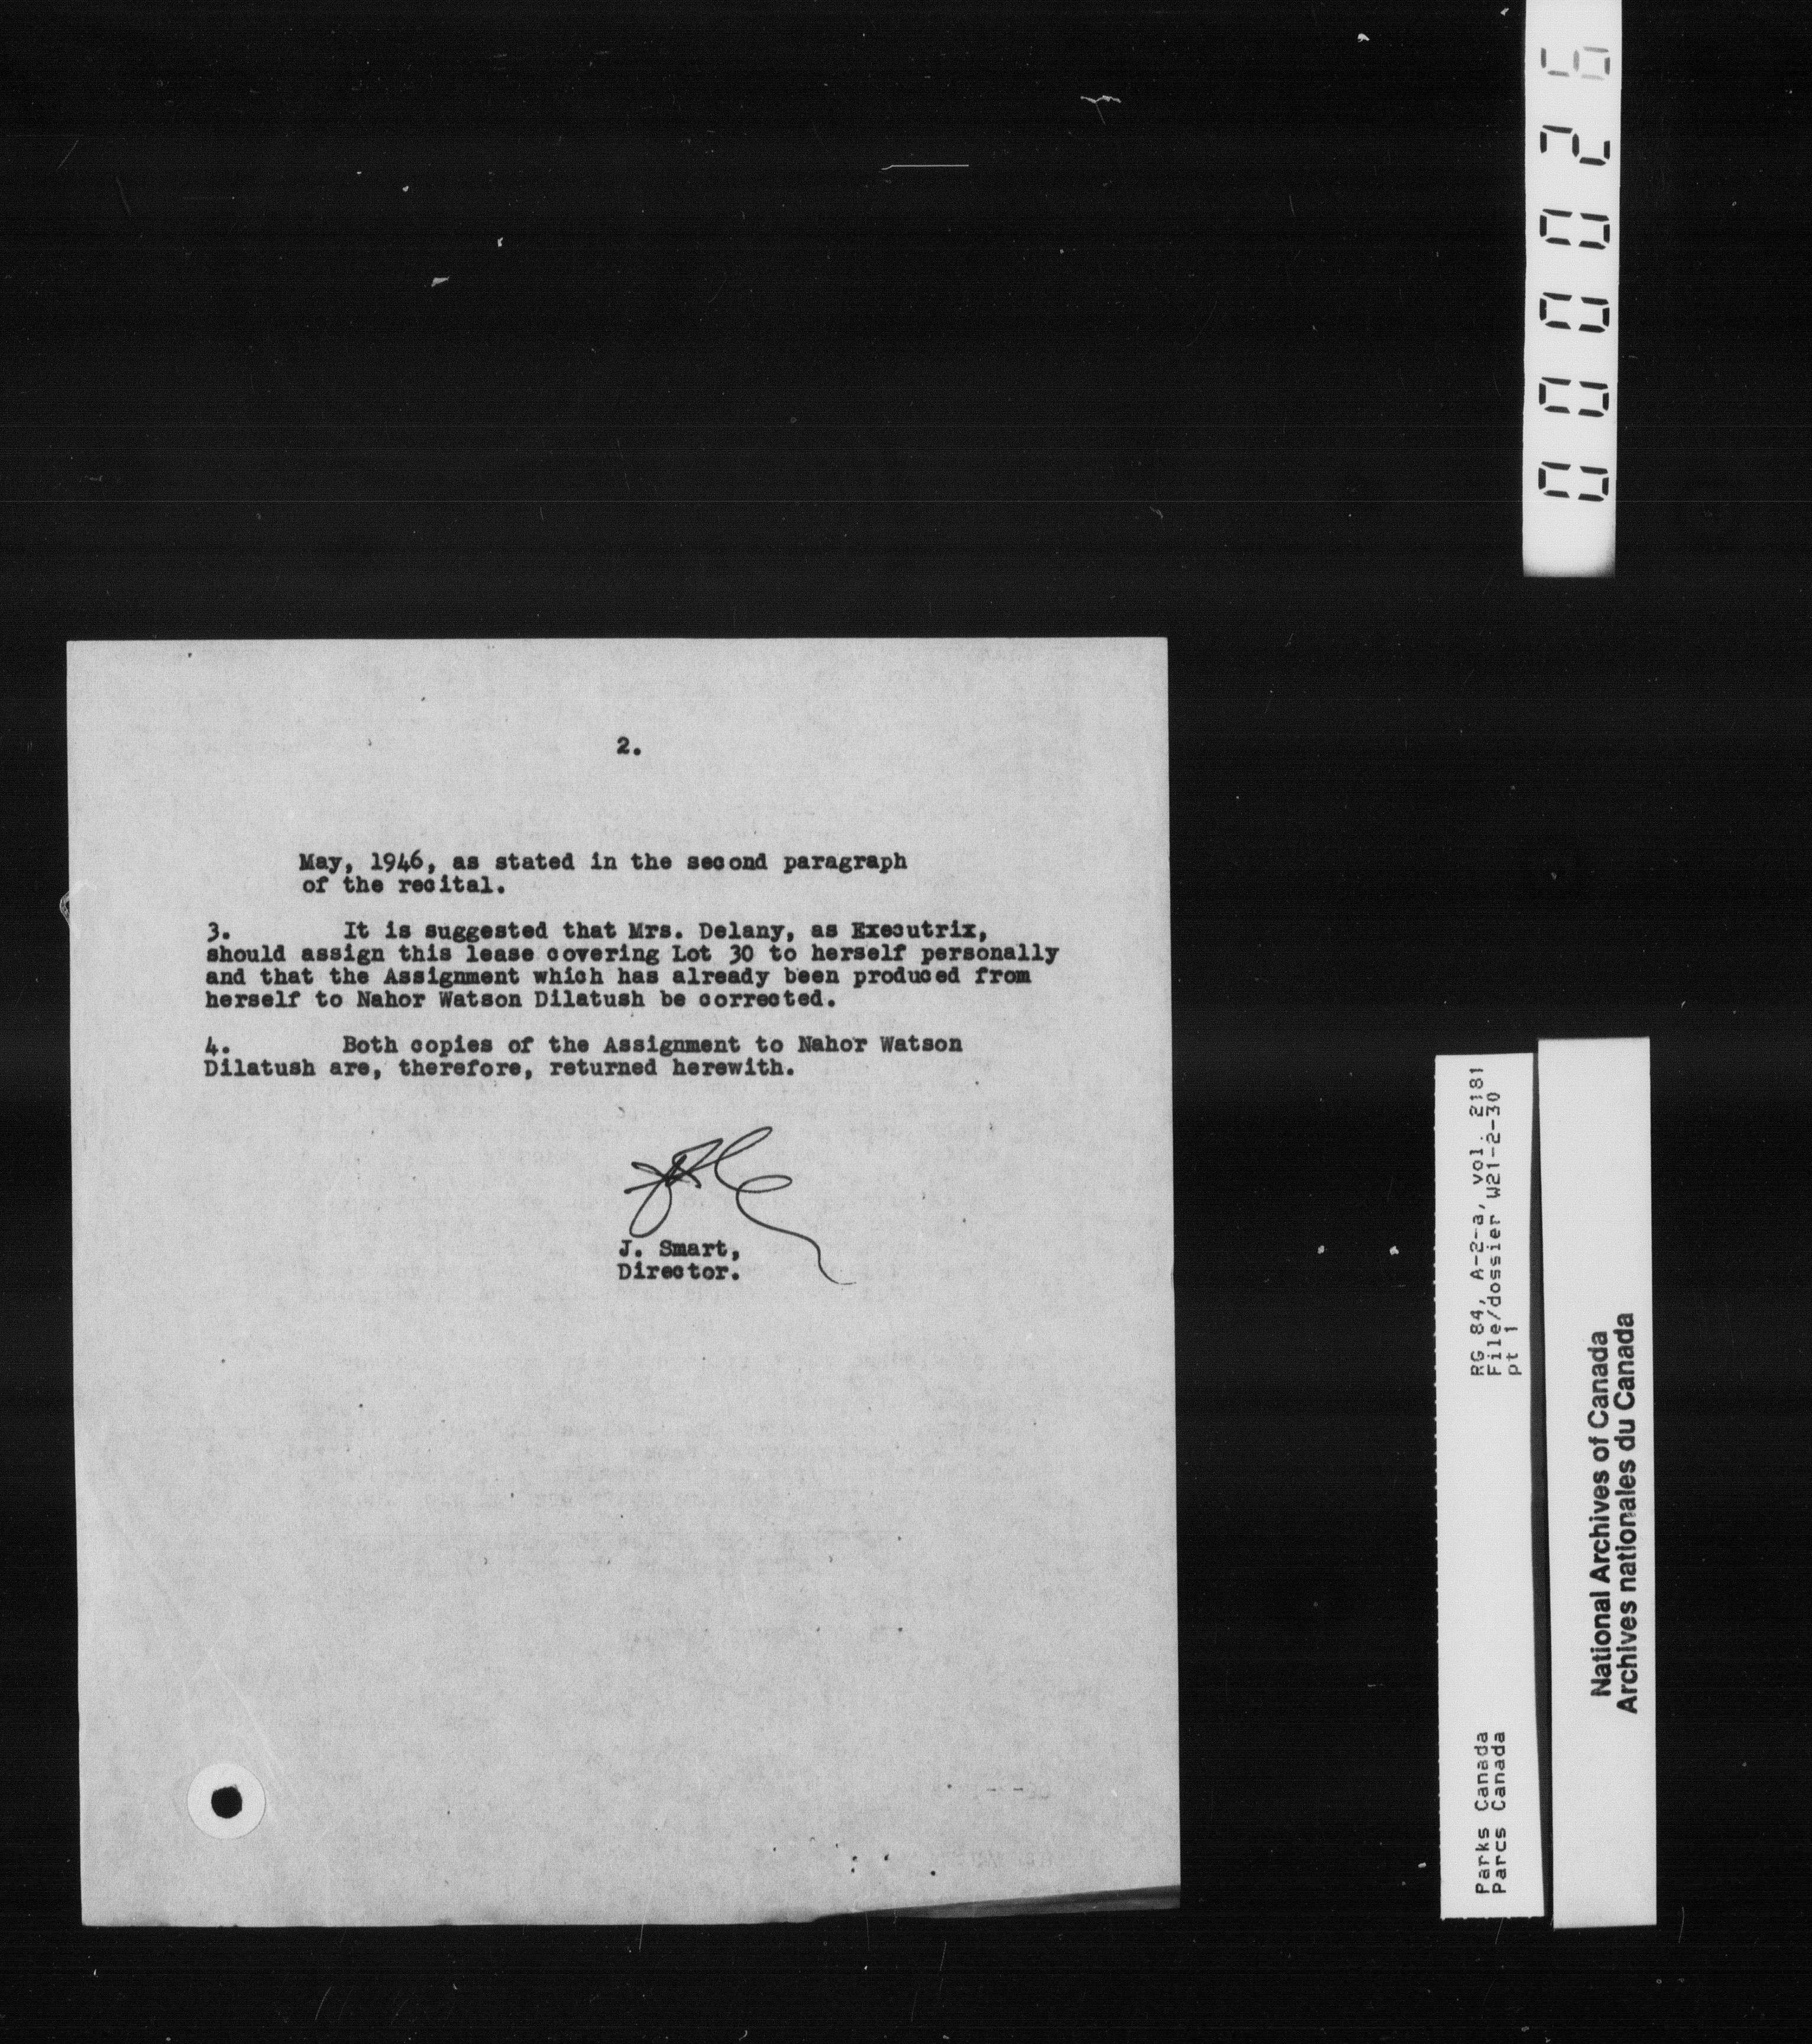 000026
2.
May, 1946, as stated in the second paragraph
of the recital.
3. It is suggested that Mrs. Delany, as Executrix,
should assign this lease covering Lot 30 to herself personally
and that the Assignment which has already been produced from
herself to Nahor Watson Dilatush be corrected.
4. Both copies of the Assignment to Nahor Watson
Dilatush are, therefore, returned herewith.
J. Smart,
Director.
RG 84, A-2-a, vol. 2181
File/dossier W21-2-30
pt 1
Parks Canada
Parcs Canada
National Archives of Canada
Archives nationales du Canada